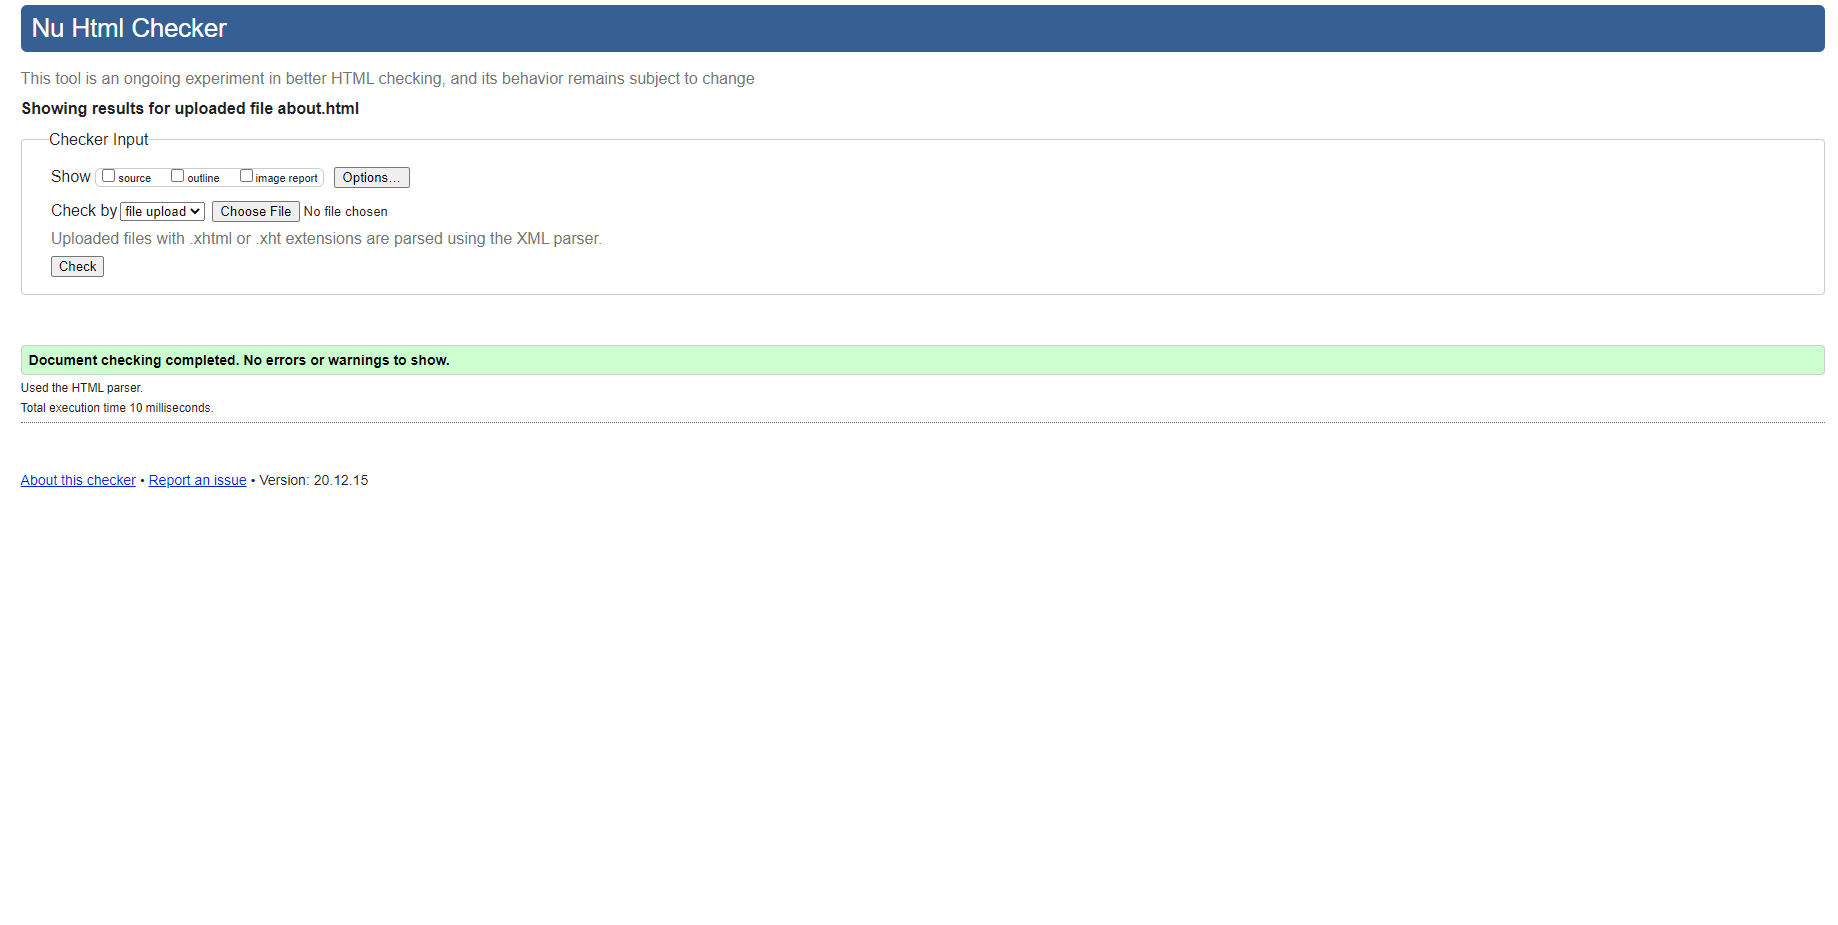 Nu Html Checker
This tool is an ongoing experiment in better HTML checking, and its behavior remains subject to change
Showing results for uploaded file about.html
Checker Input
Show source outline image report Options...
Check by file upload Choose File No file chosen
Uploaded files with .xhtml or .xht extensions are parsed using the XML parser.
Check
Document checking completed. No errors or warnings to show.
Used the HTML parser.
Total execution time 10 milliseconds.
About this checker • Report an issue • Version: 20.12.15